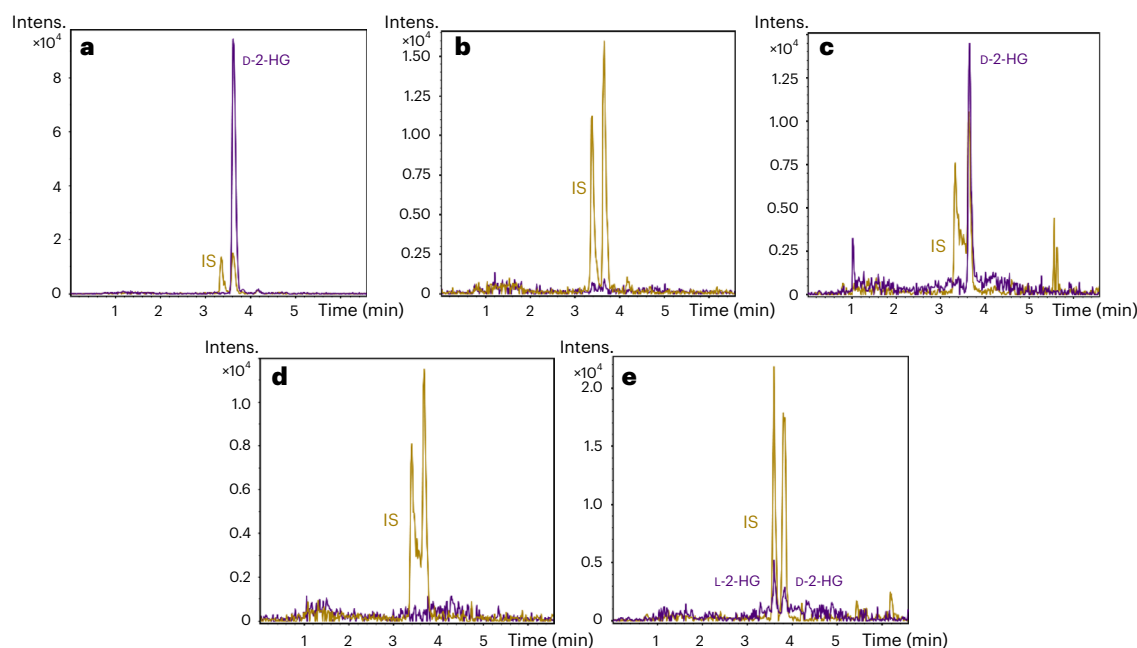 Intens.
×10⁴
a
D-2-HG
8
6
4
2
0
IS
1 2 3 4 5 Time (min)
Intens.
×10⁴
b
1.50
1.25
1.00
0.75
0.50
0.25
0
IS
1 2 3 4 5 Time (min)
Intens.
×10⁴
c
D-2-HG
1.25
1.00
0.75
0.50
0.25
0
IS
1 2 3 4 5 Time (min)
Intens.
×10⁴
d
1.0
0.8
0.6
0.4
0.2
0
IS
1 2 3 4 5 Time (min)
Intens.
×10⁴
e
2.0
1.5
1.0
0.5
0
IS
L-2-HG D-2-HG
1 2 3 4 5 Time (min)